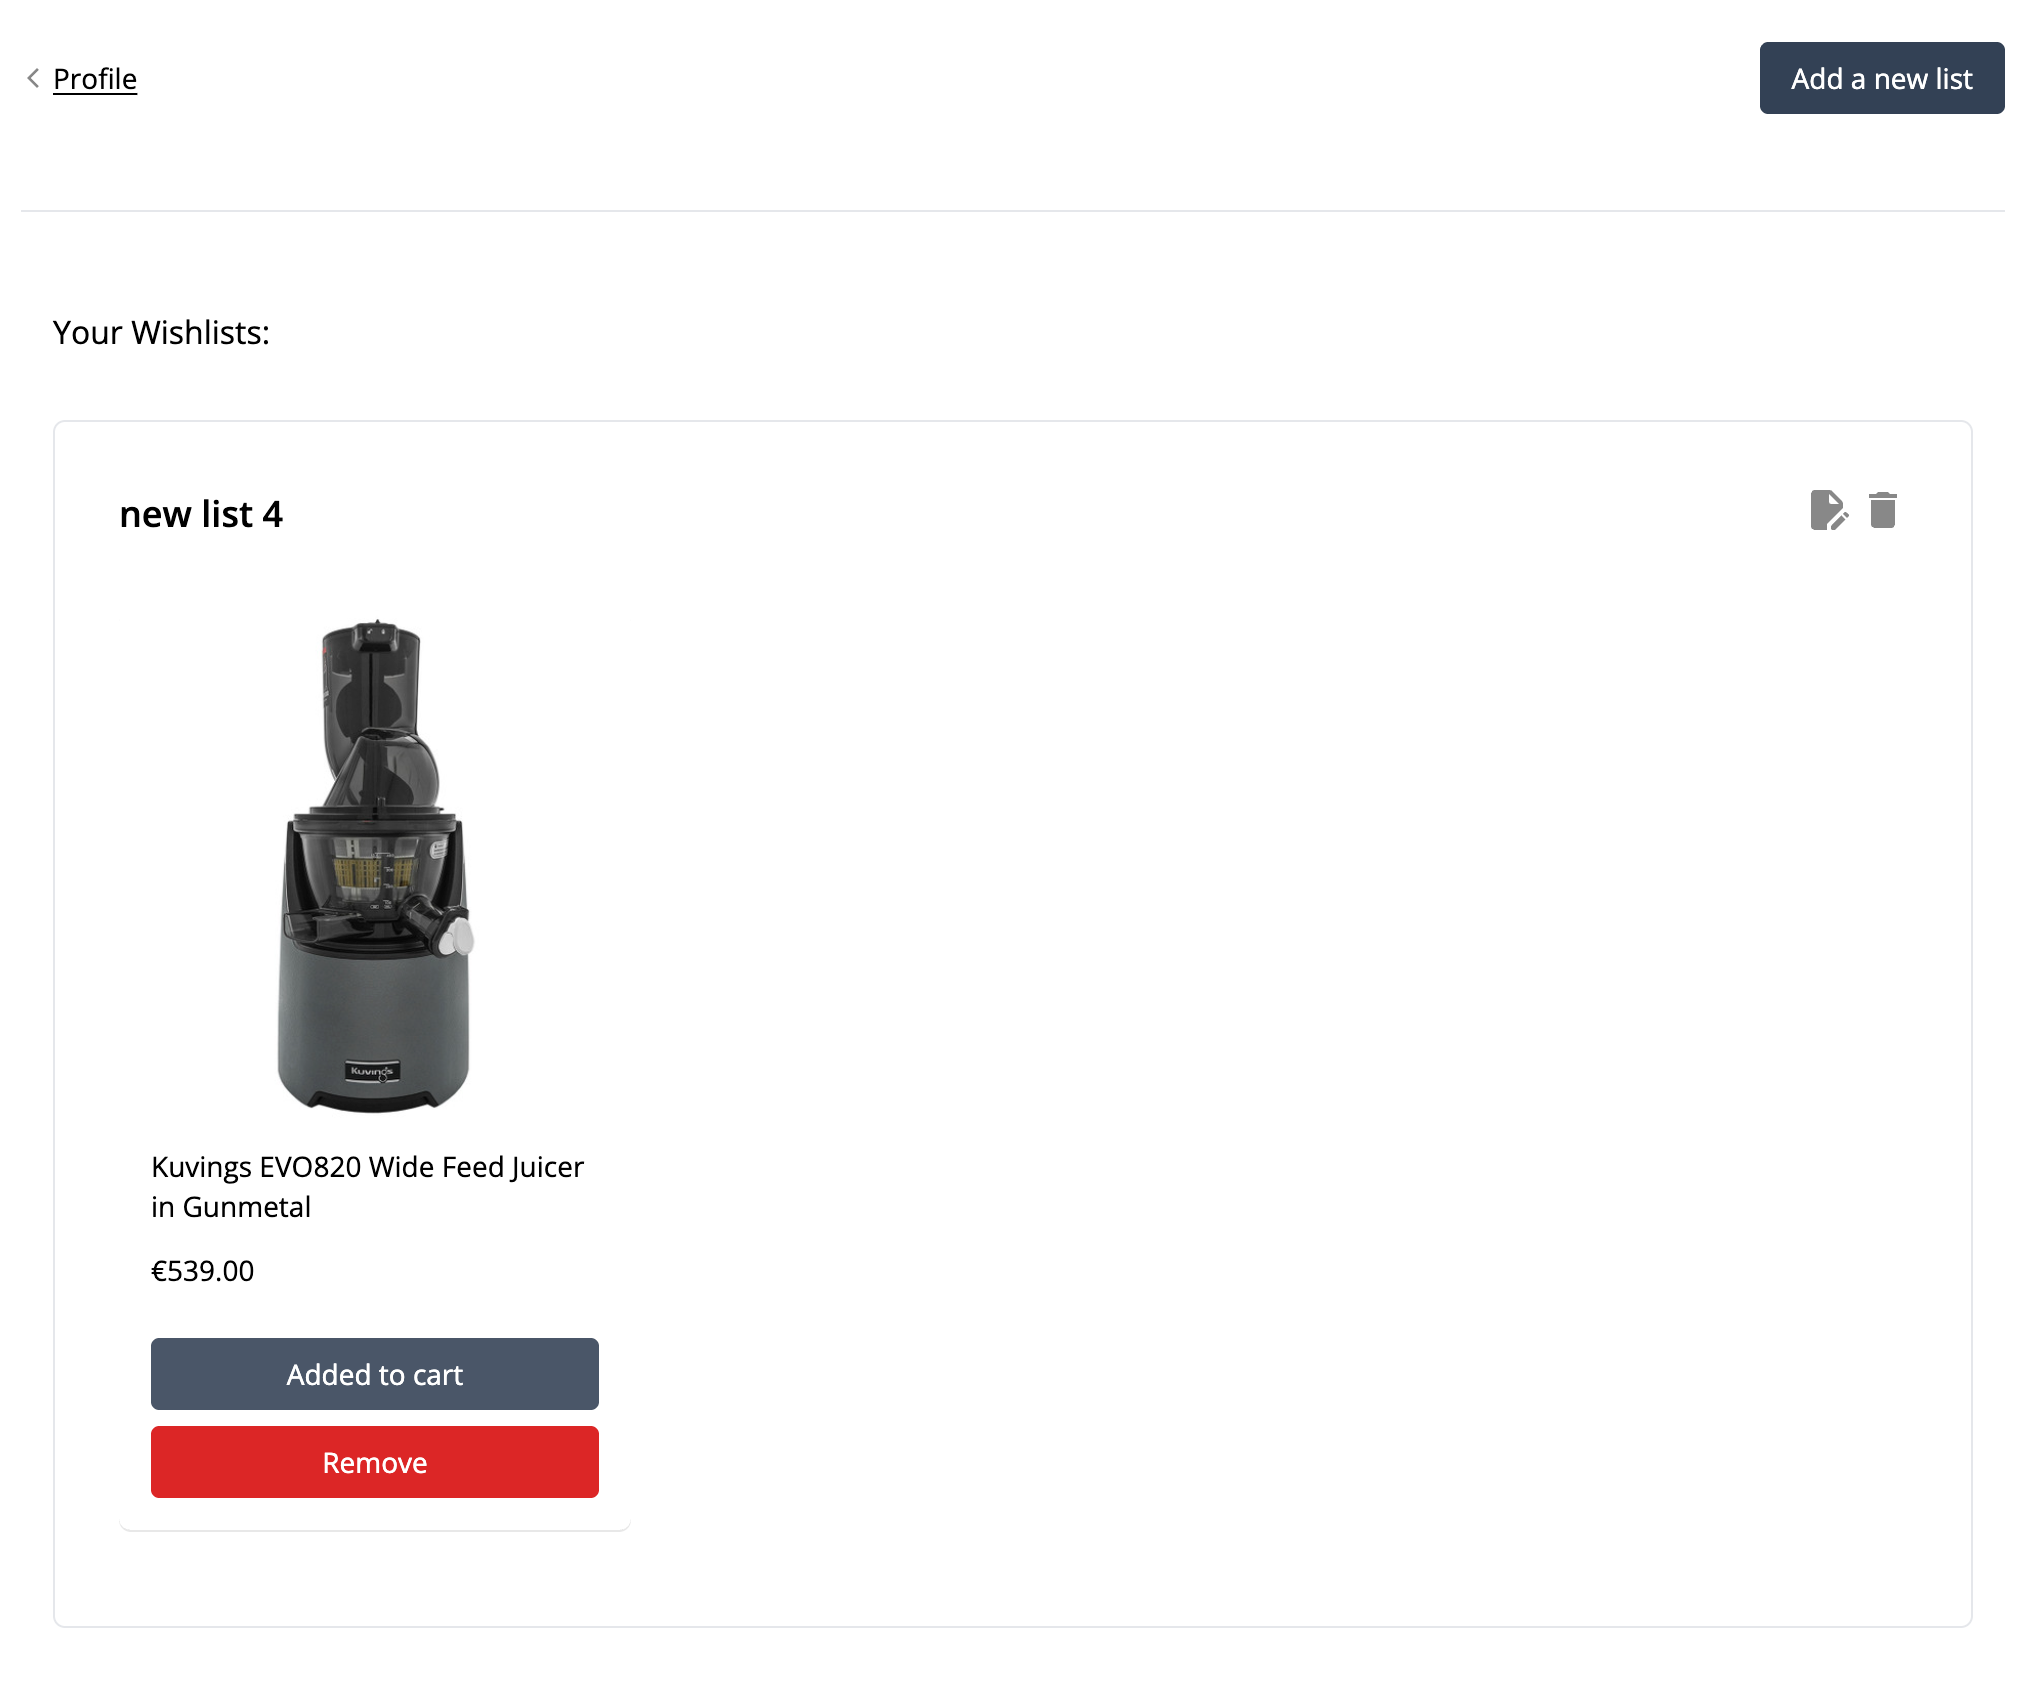 Profile
Add a new list
Your Wishlists:
new list 4
Kuvings
Kuvings EVO820 Wide Feed Juicer
in Gunmetal
€539.00
Added to cart
Remove